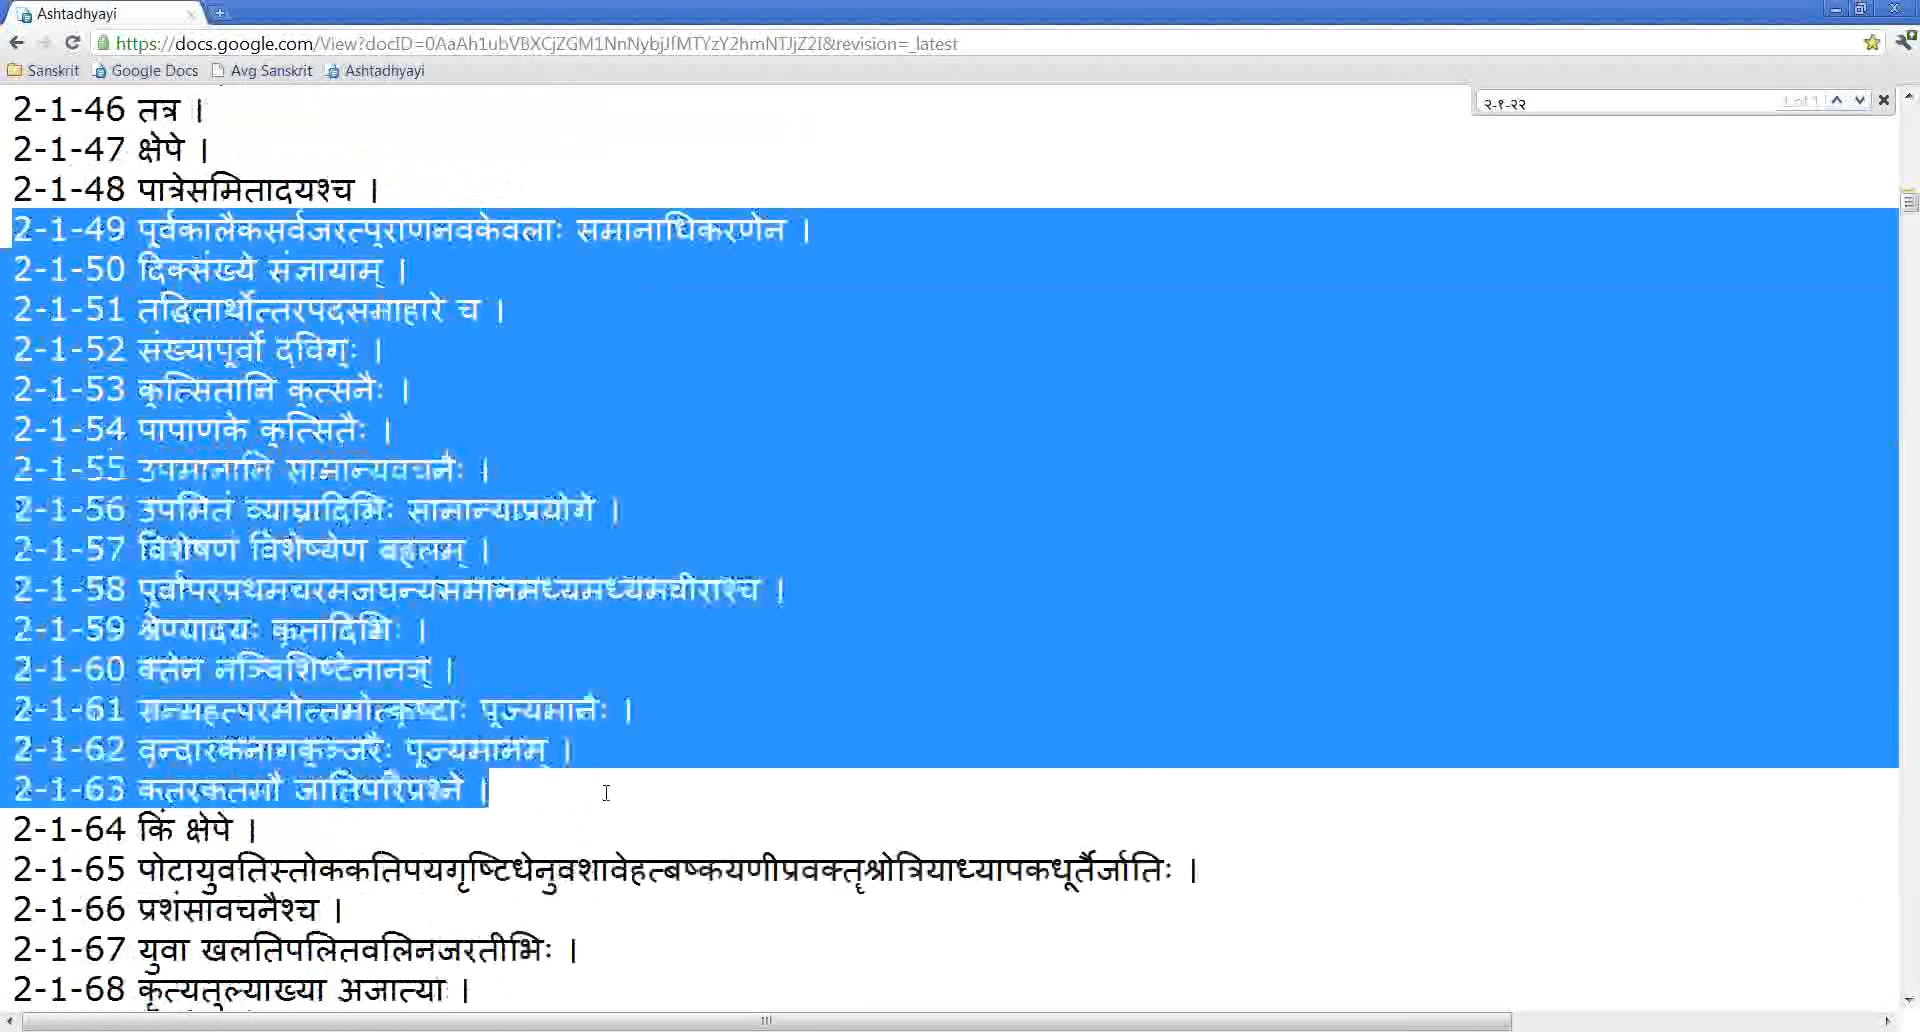 Ashtadhyayi
https://docs.google.com/View?docID=0AaAh1ubVBXCjZGM1NnNybjJfMTYzY2hmNTJjZ2I&revision=_latest
Sanskrit Google Docs Avg Sanskrit Ashtadhyayi
२-१-२२ 1 of 1
2-1-46 तत्र ।
2-1-47 क्षेपे ।
2-1-48 पात्रेसमितादयश्च ।
2-1-49 पूर्वकालैकसर्वजरत्पुराणनवकेवलाः समानाधिकरणेन ।
2-1-50 दिक्संख्ये संज्ञायाम् ।
2-1-51 तद्धितार्थोत्तरपदसमाहारे च ।
2-1-52 संख्यापूर्वो द्विगुः ।
2-1-53 कुत्सितानि कुत्सनैः ।
2-1-54 पापाणके कुत्सितैः ।
2-1-55 उपमानानि सामान्यवचनैः ।
2-1-56 उपमितं व्याघ्रादिभिः सामान्याप्रयोगे ।
2-1-57 विशेषणं विशेष्येण बहुलम् ।
2-1-58 पूर्वापरप्रथमचरमजघन्यसमानमध्यमध्यमवीराश्च ।
2-1-59 श्रेण्यादयः कृतादिभिः ।
2-1-60 क्तेन नञ्विशिष्टेनानञ् ।
2-1-61 सन्महत्परमोत्तमोत्कृष्टाः पूज्यमानैः ।
2-1-62 वृन्दारकनागकुञ्जरैः पूज्यमानम् ।
2-1-63 कतरकतमौ जातिपरिप्रश्ने ।
2-1-64 किं क्षेपे ।
2-1-65 पोटायुवतिस्तोककतिपयगृष्टिधेनुवशावेहत्बष्कयणीप्रवक्तॄश्रोत्रियाध्यापकधूर्तैर्जातिः ।
2-1-66 प्रशंसावचनैश्च ।
2-1-67 युवा खलतिपलितवलिनजरतीभिः ।
2-1-68 कृत्यतुल्याख्या अजात्या ।